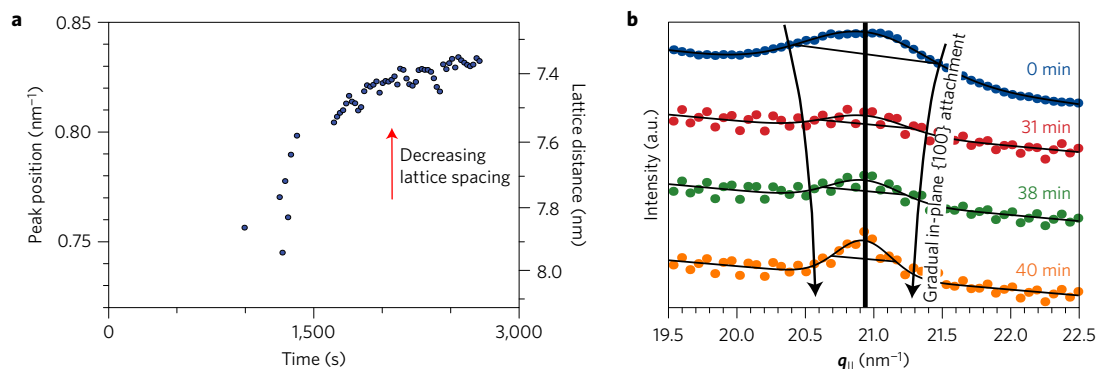 a
0.85
0.80
0.75
Peak position (nm⁻¹)
7.4
7.6
7.8
8.0
Lattice distance (nm)
Decreasing
lattice spacing
0
1,500
3,000
Time (s)
b
Intensity (a.u.)
0 min
31 min
38 min
40 min
Gradual in-plane {100} attachment
19.5 20.0 20.5 21.0 21.5 22.0 22.5
q|| (nm⁻¹)